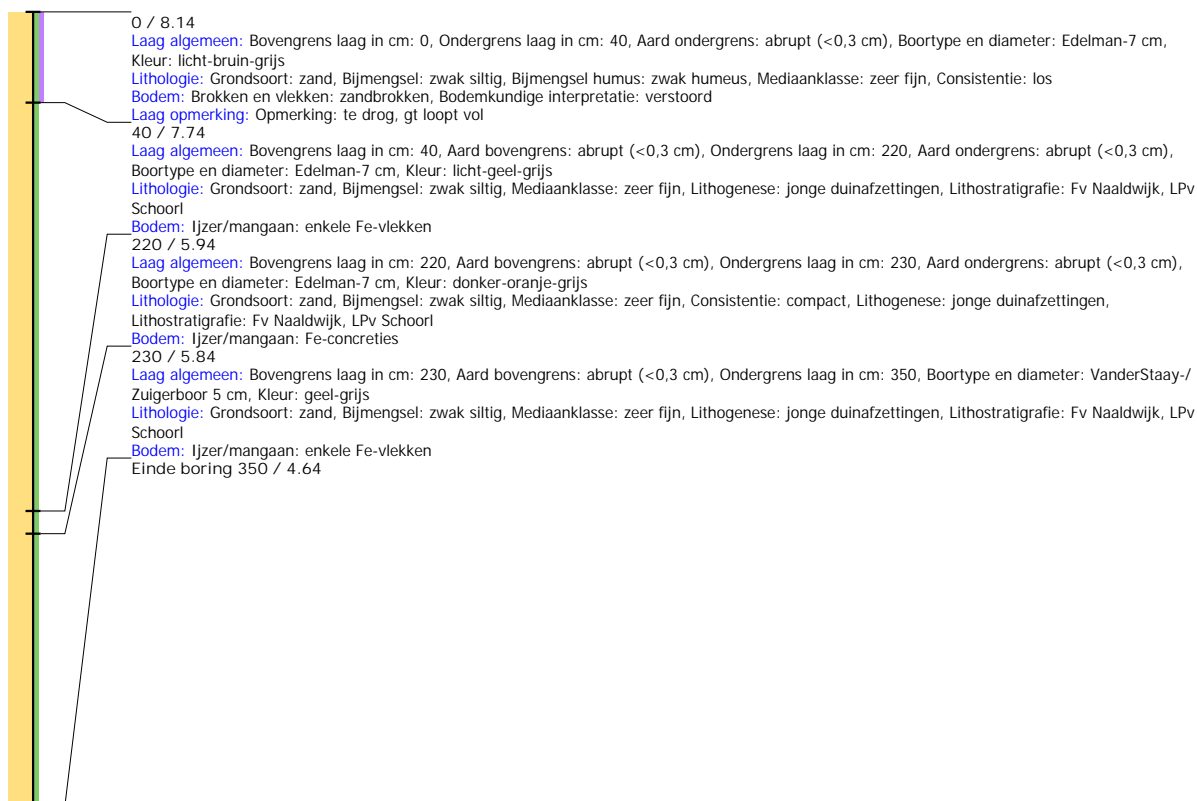 0 / 8.14
Laag algemeen: Bovengrens laag in cm: 0, Ondergrens laag in cm: 40, Aard ondergrens: abrupt (<0,3 cm), Boortype en diameter: Edelman-7 cm,
Kleur: licht-bruin-grijs
Lithologie: Grondsoort: zand, Bijmengsel: zwak siltig, Bijmengsel humus: zwak humeus, Mediaanklasse: zeer fijn, Consistentie: los
Bodem: Brokken en vlekken: zandbrokken, Bodemkundige interpretatie: verstoord
Laag opmerking: Opmerking: te drog, gt loopt vol
40 / 7.74
Laag algemeen: Bovengrens laag in cm: 40, Aard bovengrens: abrupt (<0,3 cm), Ondergrens laag in cm: 220, Aard ondergrens: abrupt (<0,3 cm),
Boortype en diameter: Edelman-7 cm, Kleur: licht-geel-grijs
Lithologie: Grondsoort: zand, Bijmengsel: zwak siltig, Mediaanklasse: zeer fijn, Lithogenese: jonge duinafzettingen, Lithostratigrafie: Fv Naaldwijk, LPv
Schoorl
Bodem: Ijzer/mangaan: enkele Fe-vlekken
220 / 5.94
Laag algemeen: Bovengrens laag in cm: 220, Aard bovengrens: abrupt (<0,3 cm), Ondergrens laag in cm: 230, Aard ondergrens: abrupt (<0,3 cm),
Boortype en diameter: Edelman-7 cm, Kleur: donker-oranje-grijs
Lithologie: Grondsoort: zand, Bijmengsel: zwak siltig, Mediaanklasse: zeer fijn, Consistentie: compact, Lithogenese: jonge duinafzettingen,
Lithostratigrafie: Fv Naaldwijk, LPv Schoorl
Bodem: Ijzer/mangaan: Fe-concreties
230 / 5.84
Laag algemeen: Bovengrens laag in cm: 230, Aard bovengrens: abrupt (<0,3 cm), Ondergrens laag in cm: 350, Boortype en diameter: VanderStaay-/
Zuigerboor 5 cm, Kleur: geel-grijs
Lithologie: Grondsoort: zand, Bijmengsel: zwak siltig, Mediaanklasse: zeer fijn, Lithogenese: jonge duinafzettingen, Lithostratigrafie: Fv Naaldwijk, LPv
Schoorl
Bodem: Ijzer/mangaan: enkele Fe-vlekken
Einde boring 350 / 4.64